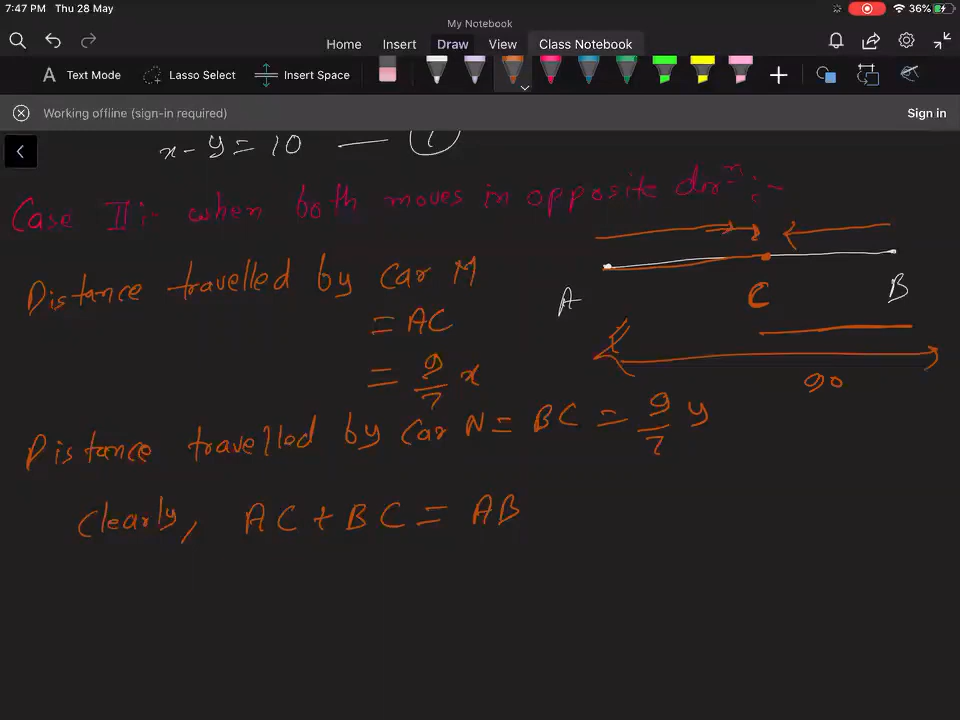 7:47 PM Thu 28 May
36%
My Notebook
Home Insert Draw View Class Notebook
Text Mode Lasso Select Insert Space
Working offline (sign-in required) Sign in
x - y = 10 — 1
Case II :- when both moves in opposite dirⁿ :-
Distance travelled by Car M
= AC
= 9/7 x
A C B
90
Distance travelled by Car N = BC = 9/7 y
Clearly, AC + BC = AB